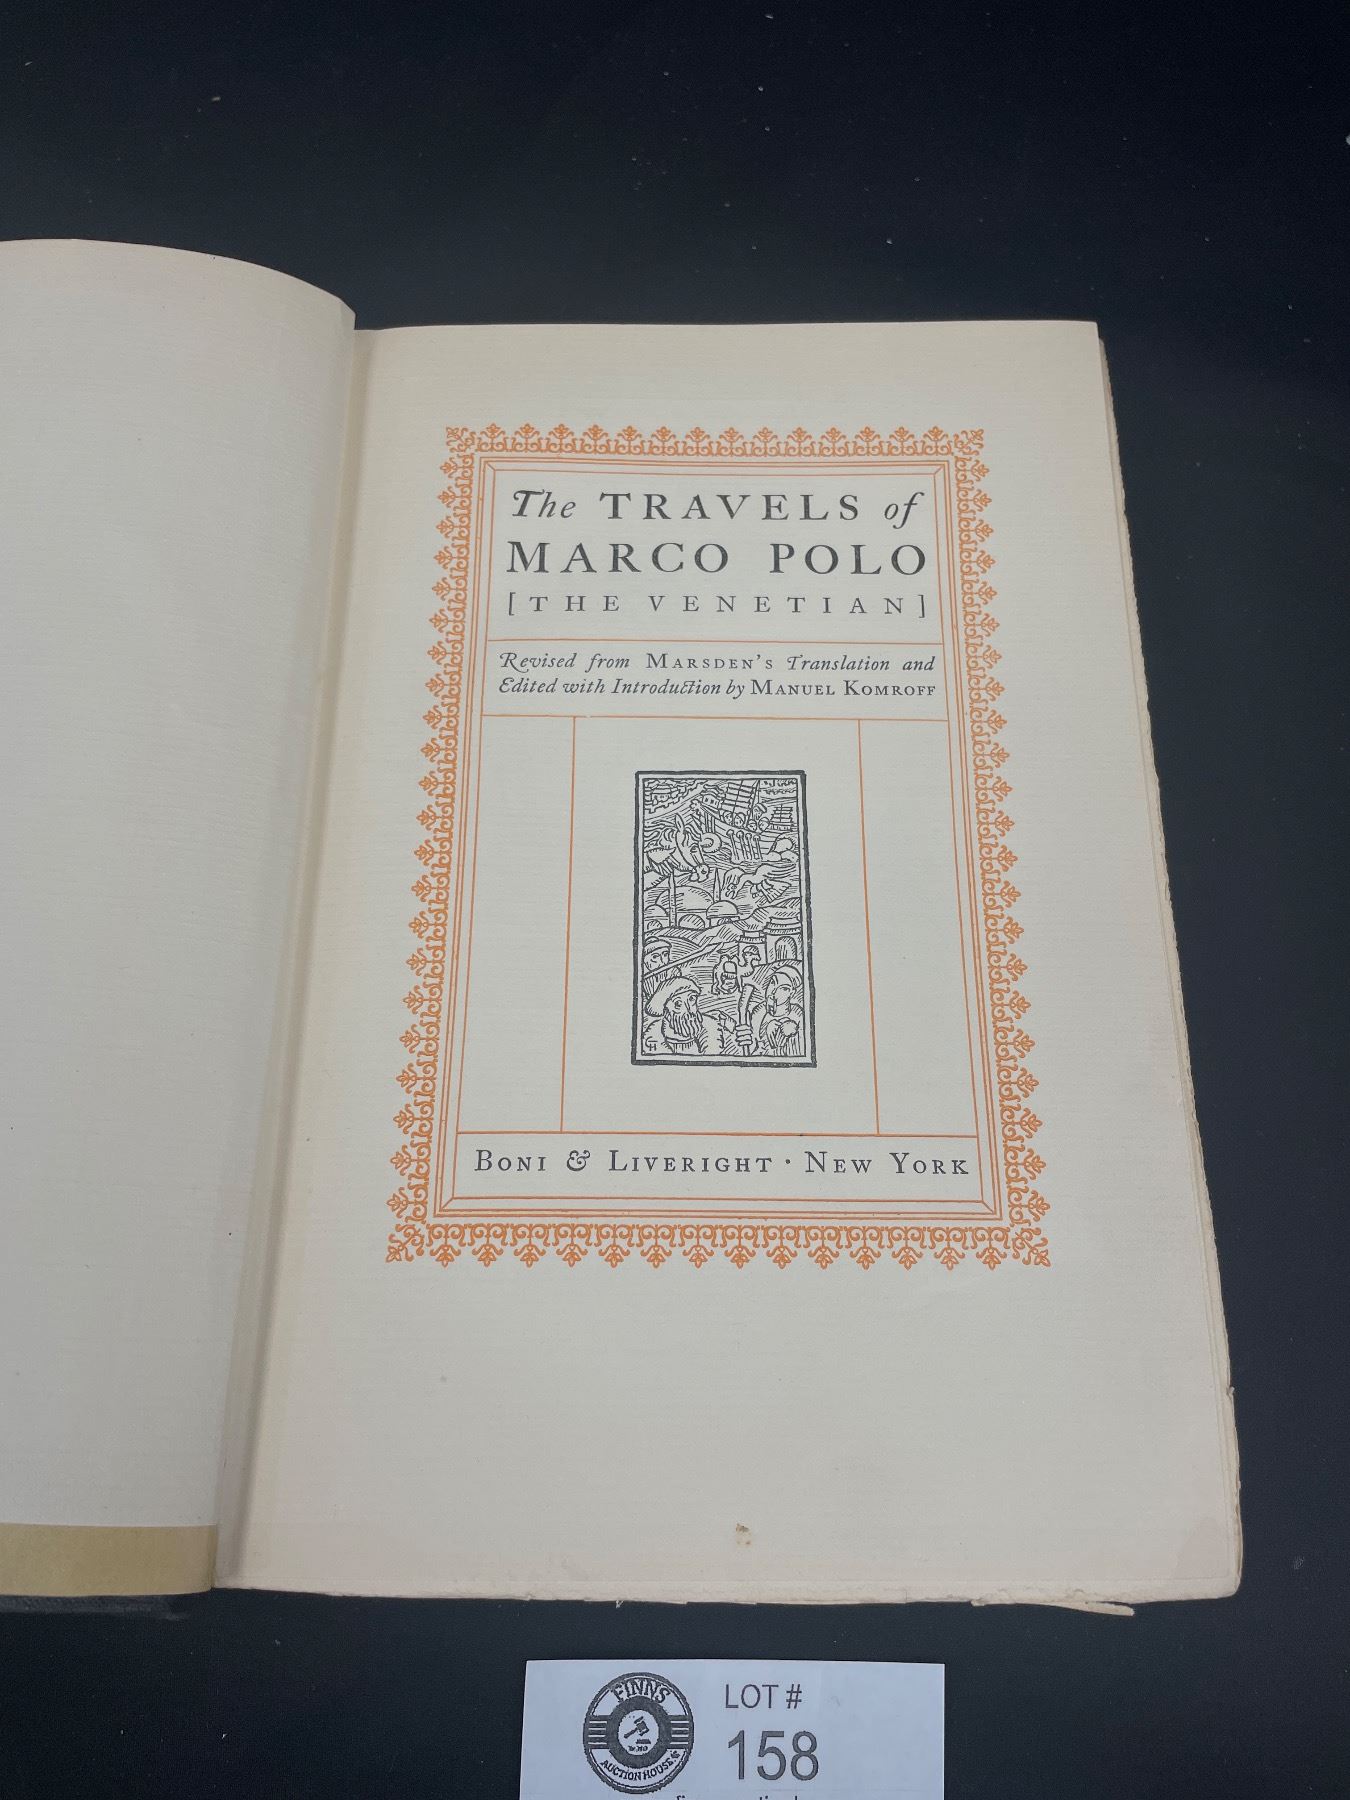 The TRAVELS of
MARCO POLO
[THE VENETIAN]
Revised from MARSDEN'S Translation and
Edited with Introduction by MANUEL KOMROFF
GH
BONI & LIVERIGHT · NEW YORK
FINNS
AUCTION HOUSE
LOT #
158